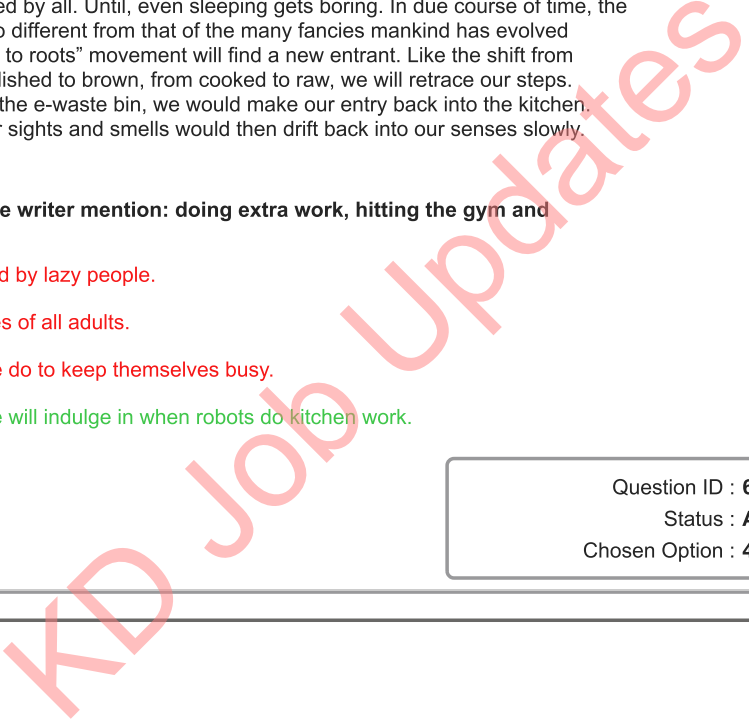 ed by all. Until, even sleeping gets boring. In due course of time, the
o different from that of the many fancies mankind has evolved
to roots” movement will find a new entrant. Like the shift from
lished to brown, from cooked to raw, we will retrace our steps.
the e-waste bin, we would make our entry back into the kitchen.
r sights and smells would then drift back into our senses slowly.
e writer mention: doing extra work, hitting the gym and
d by lazy people.
es of all adults.
e do to keep themselves busy.
e will indulge in when robots do kitchen work.
Question ID : 6
Status : A
Chosen Option : 4
KD Job Updates